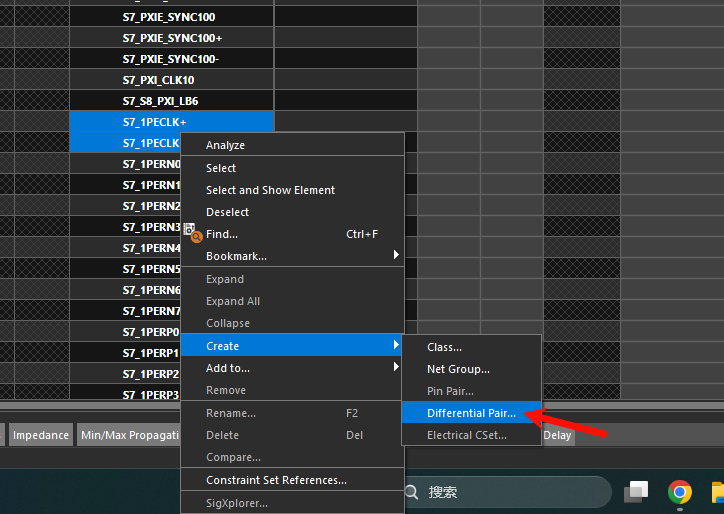 S7_PXIE_SYNC100
S7_PXIE_SYNC100+
S7_PXIE_SYNC100-
S7_PXI_CLK10
S7_S8_PXI_LB6
S7_1PECLK+
S7_1PECLK
S7_1PERN0
S7_1PERN1
S7_1PERN2
S7_1PERN3
S7_1PERN4
S7_1PERN5
S7_1PERN6
S7_1PERN7
S7_1PERP0
S7_1PERP1
S7_1PERP2
S7_1PERP3
Analyze
Select
Select and Show Element
Deselect
Find... Ctrl+F
Bookmark...
Expand
Expand All
Collapse
Create
Add to...
Remove
Rename... F2
Delete Del
Compare...
Constraint Set References...
SigXplorer...
Class...
Net Group...
Pin Pair...
Differential Pair...
Electrical CSet...
Impedance Min/Max Propagati Delay
搜索